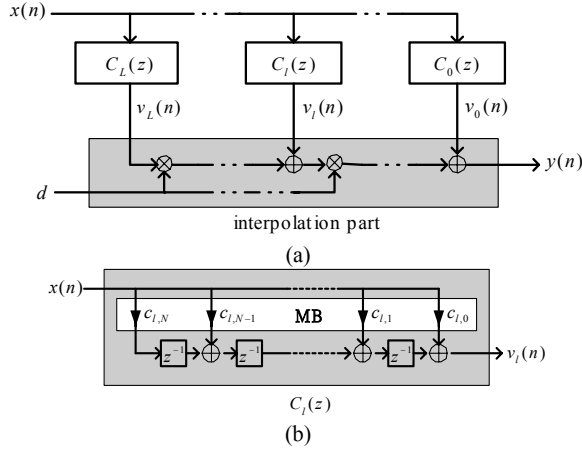 x(n)
C_L(z) C_l(z) C_0(z)
v_L(n) v_l(n) v_0(n)
y(n)
d
interpolation part
(a)
x(n)
c_{l,N} c_{l,N-1} MB c_{l,1} c_{l,0}
z^{-1} z^{-1} z^{-1} v_l(n)
C_l(z)
(b)